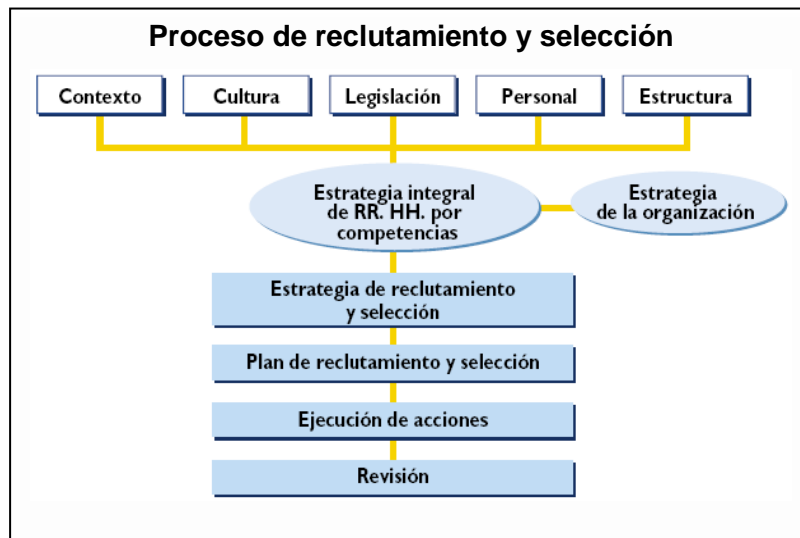 Proceso de reclutamiento y selección
Contexto
Cultura
Legislación
Personal
Estructura
Estrategia integral
de RR. HH. por
competencias
Estrategia
de la organización
Estrategia de reclutamiento
y selección
Plan de reclutamiento y selección
Ejecución de acciones
Revisión